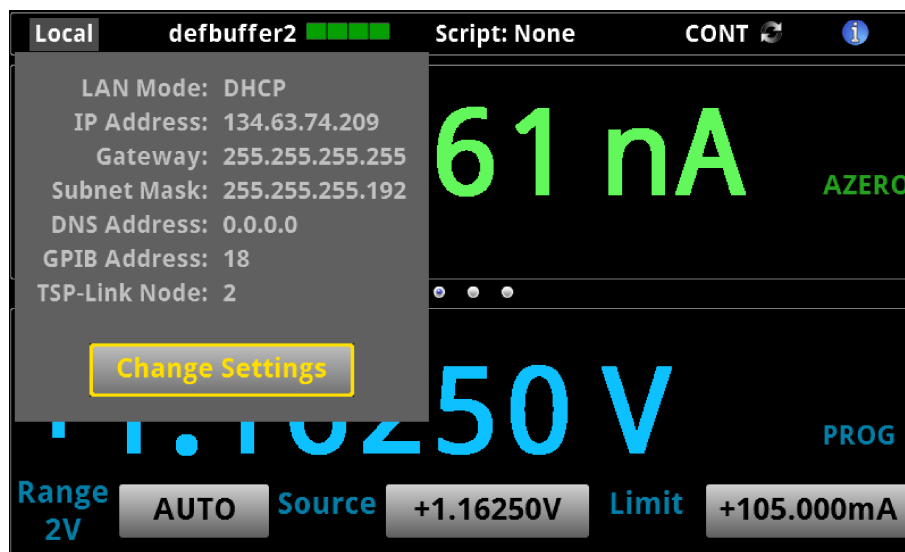 Local defbuffer2 Script: None CONT i
LAN Mode: DHCP
IP Address: 134.63.74.209
Gateway: 255.255.255.255
Subnet Mask: 255.255.255.192
DNS Address: 0.0.0.0
GPIB Address: 18
TSP-Link Node: 2
Change Settings
61 nA
AZERO
+1.16250 V
PROG
Range
2V
AUTO Source +1.16250V Limit +105.000mA